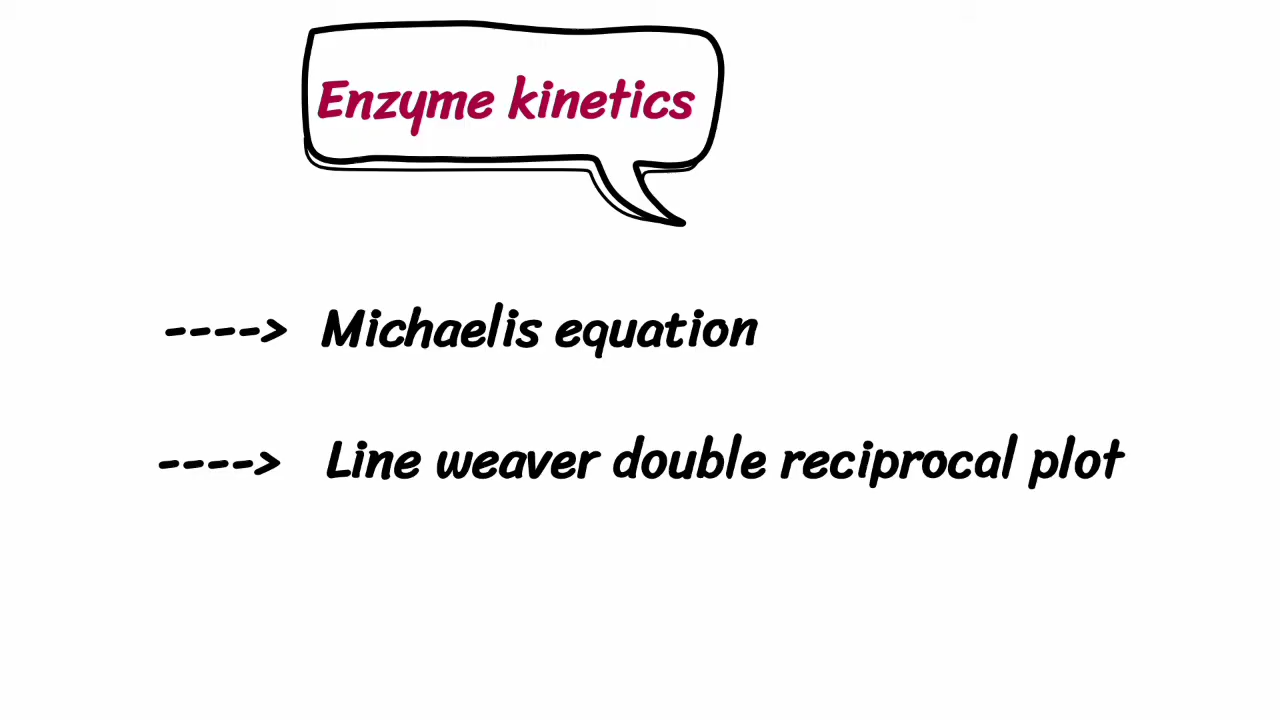 Enzyme kinetics
----> Michaelis equation
----> Line weaver double reciprocal plot